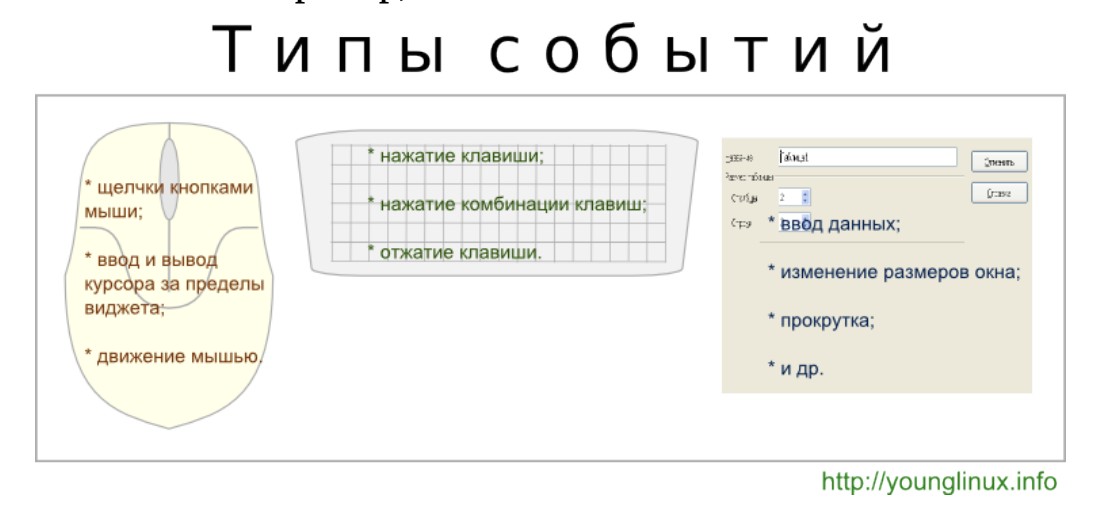 Типы событий
* щелчки кнопками
мыши;
* ввод и вывод
курсора за пределы
виджета;
* движение мышью.
* нажатие клавиши;
* нажатие комбинации клавиш;
* отжатие клавиши.
2
* ввод данных;
* изменение размеров окна;
* прокрутка;
* и др.
http://younglinux.info